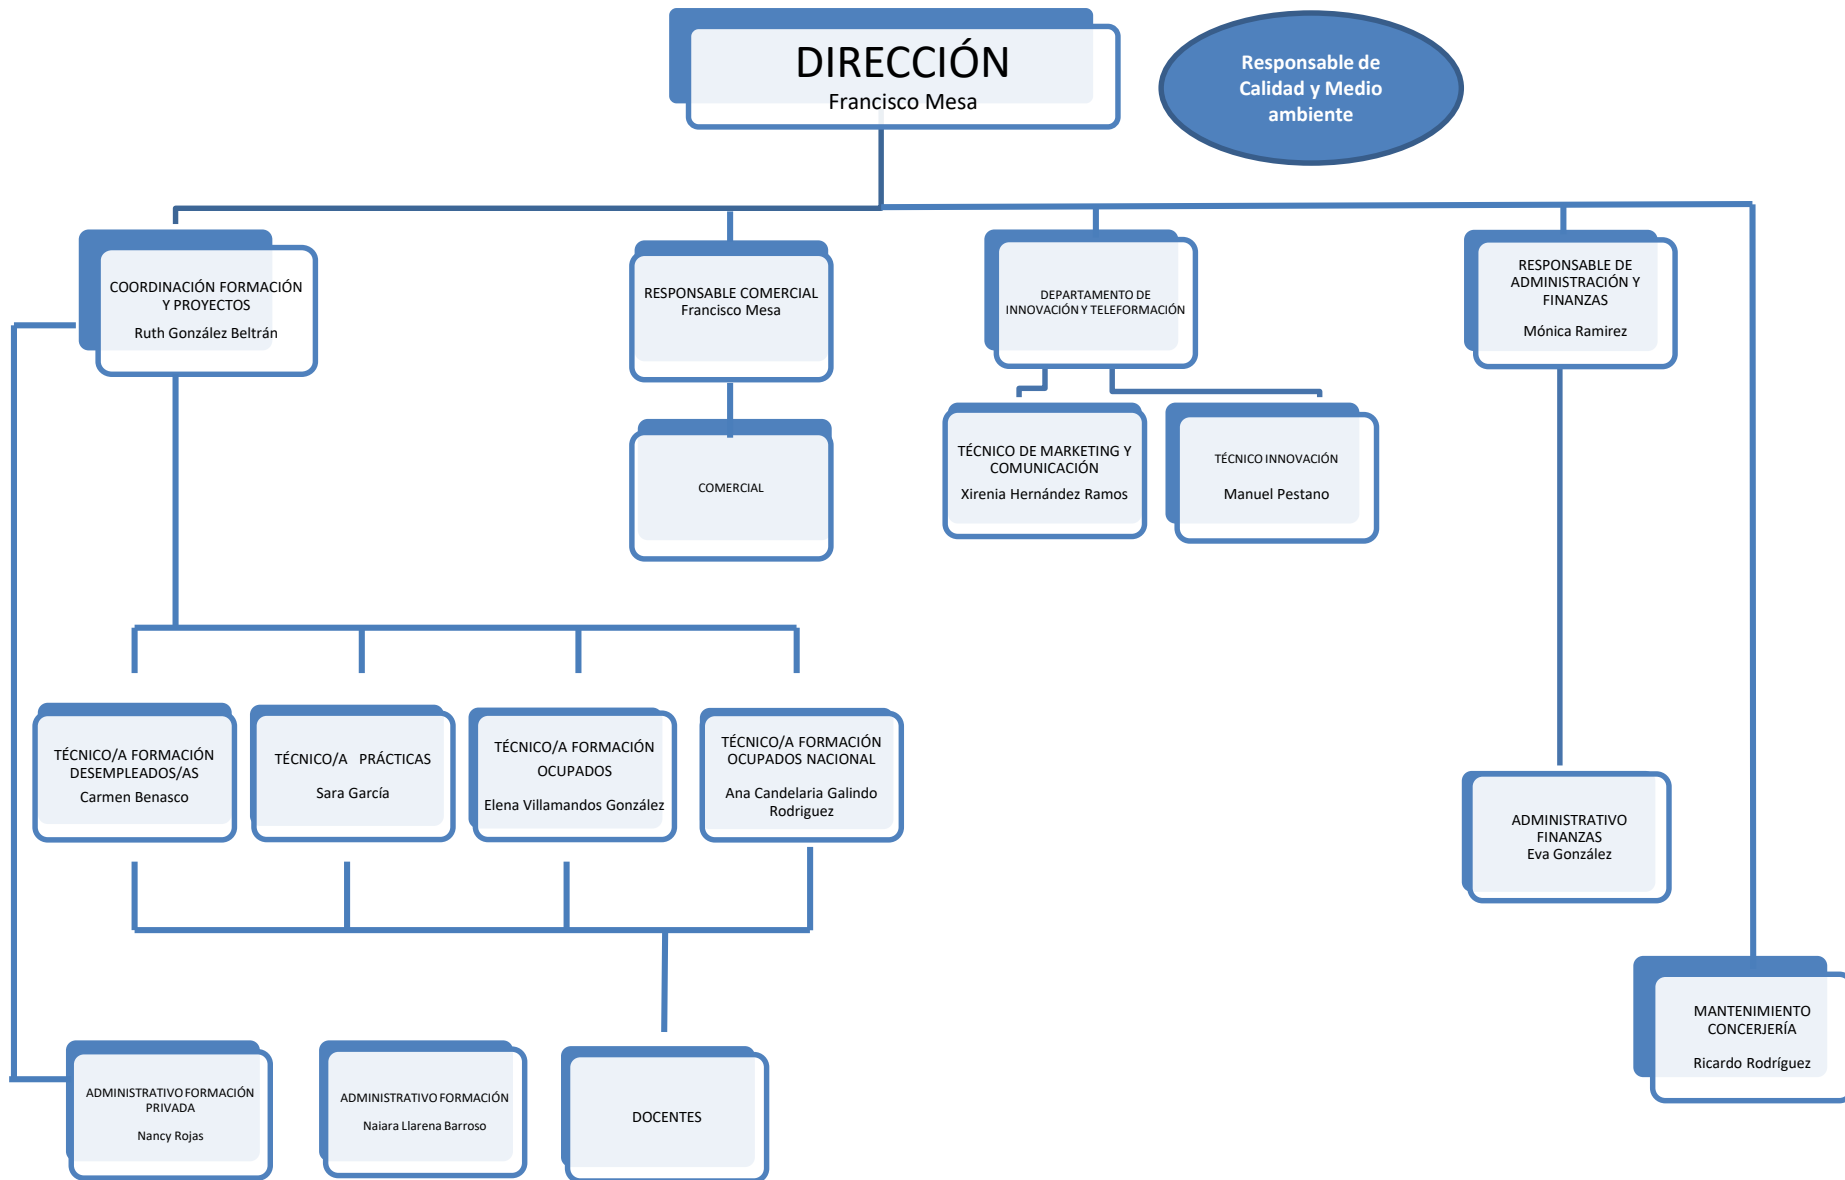 DIRECCIÓN
Francisco Mesa
Responsable de
Calidad y Medio
ambiente
COORDINACIÓN FORMACIÓN
Y PROYECTOS
Ruth González Beltrán
RESPONSABLE COMERCIAL
Francisco Mesa
DEPARTAMENTO DE
INNOVACIÓN Y TELEFORMACIÓN
RESPONSABLE DE
ADMINISTRACIÓN Y
FINANZAS
Mónica Ramirez
COMERCIAL
TÉCNICO DE MARKETING Y
COMUNICACIÓN
Xirenia Hernández Ramos
TÉCNICO INNOVACIÓN
Manuel Pestano
TÉCNICO/A FORMACIÓN
DESEMPLEADOS/AS
Carmen Benasco
TÉCNICO/A PRÁCTICAS
Sara García
TÉCNICO/A FORMACIÓN
OCUPADOS
Elena Villamandos González
TÉCNICO/A FORMACIÓN
OCUPADOS NACIONAL
Ana Candelaria Galindo
Rodriguez
ADMINISTRATIVO
FINANZAS
Eva González
MANTENIMIENTO
CONCERJERÍA
Ricardo Rodríguez
ADMINISTRATIVO FORMACIÓN
PRIVADA
Nancy Rojas
ADMINISTRATIVO FORMACIÓN
Naiara Llarena Barroso
DOCENTES